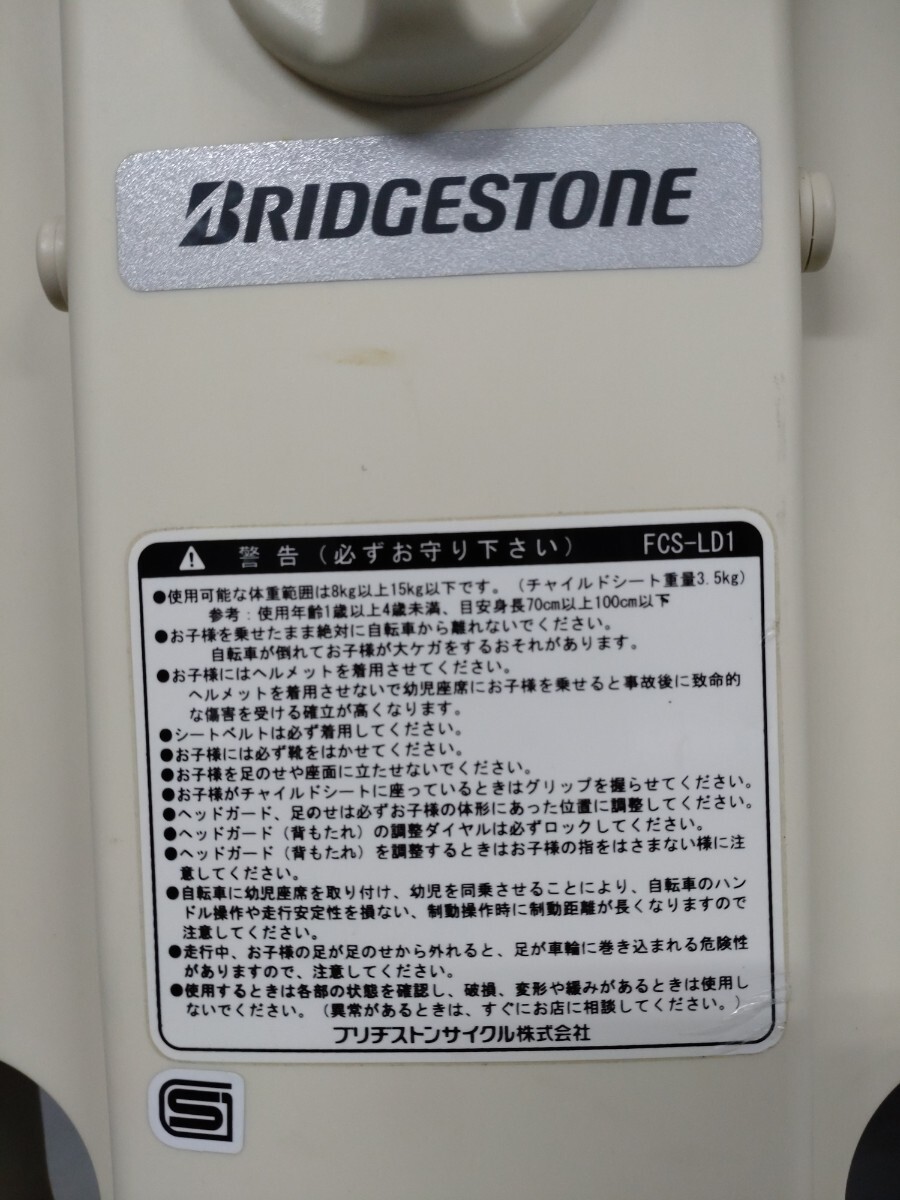 BRIDGESTONE
警告(必ずお守り下さい) FCS-LD1
●使用可能な体重範囲は8kg以上15kg以下です。(チャイルドシート重量3.5kg)
参考:使用年齢1歳以上4歳未満、目安身長70cm以上100cm以下
●お子様を乗せたまま絶対に自転車から離れないでください。
自転車が倒れてお子様が大ケガをするおそれがあります。
●お子様にはヘルメットを着用させてください。
ヘルメットを着用させないで幼児座席にお子様を乗せると事故後に致命的
な傷害を受ける確立が高くなります。
●シートベルトは必ず着用してください。
●お子様には必ず靴をはかせてください。
●お子様を足のせや座面に立たせないでください。
●お子様がチャイルドシートに座っているときはグリップを握らせてください。
●ヘッドガード、足のせは必ずお子様の体形にあった位置に調整してください。
●ヘッドガード(背もたれ)の調整ダイヤルは必ずロックしてください。
●ヘッドガード(背もたれ)を調整するときはお子様の指をはさまない様に注
意してください。
●自転車に幼児座席を取り付け、幼児を同乗させることにより、自転車のハン
ドル操作や走行安定性を損ない、制動操作時に制動距離が長くなりますので
注意してください。
●走行中、お子様の足が足のせから外れると、足が車輪に巻き込まれる危険性
がありますので、注意してください。
●使用するときは各部の状態を確認し、破損、変形や緩みがあるときは使用し
ないでください。(異常があるときは、すぐにお店に相談してください。)
ブリヂストンサイクル株式会社